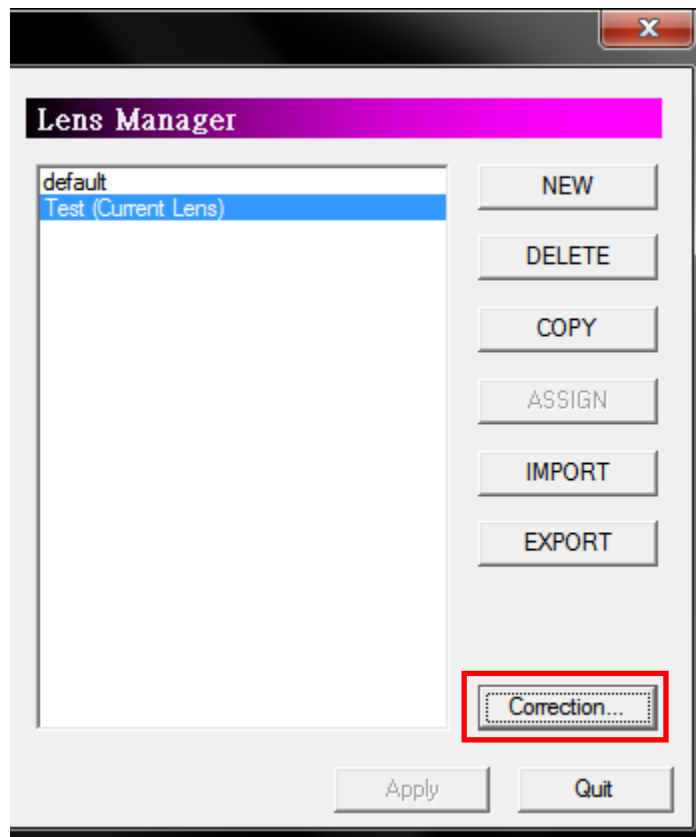 Lens Manager
default
Test (Current Lens)
NEW
DELETE
COPY
ASSIGN
IMPORT
EXPORT
Correction...
Apply
Quit